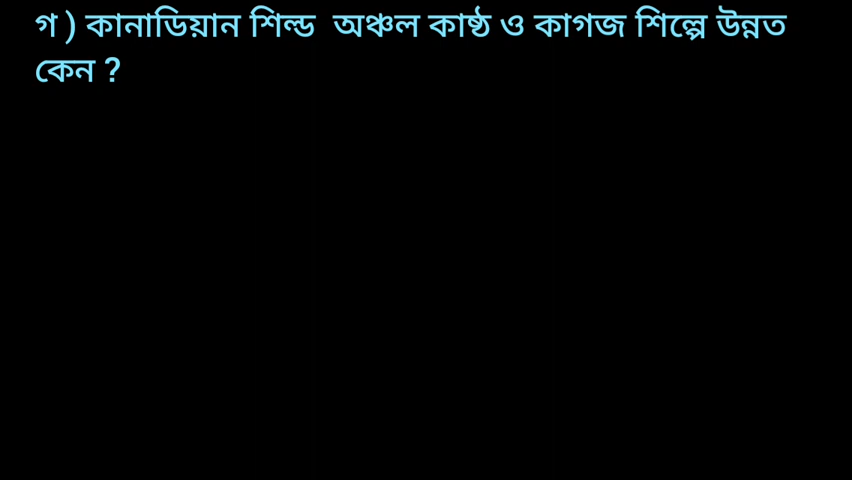 গ ) কানাডিয়ান শিল্ড অঞ্চল কাষ্ঠ ও কাগজ শিল্পে উন্নত
কেন ?